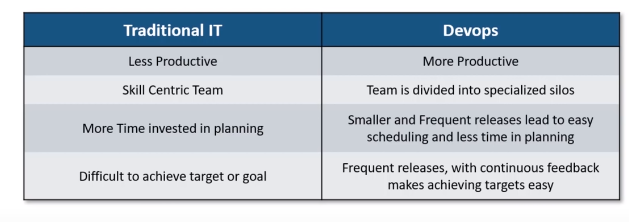 Traditional IT
Devops
Less Productive
More Productive
Skill Centric Team
Team is divided into specialized silos
More Time invested in planning
Smaller and Frequent releases lead to easy
scheduling and less time in planning
Difficult to achieve target or goal
Frequent releases, with continuous feedback
makes achieving targets easy